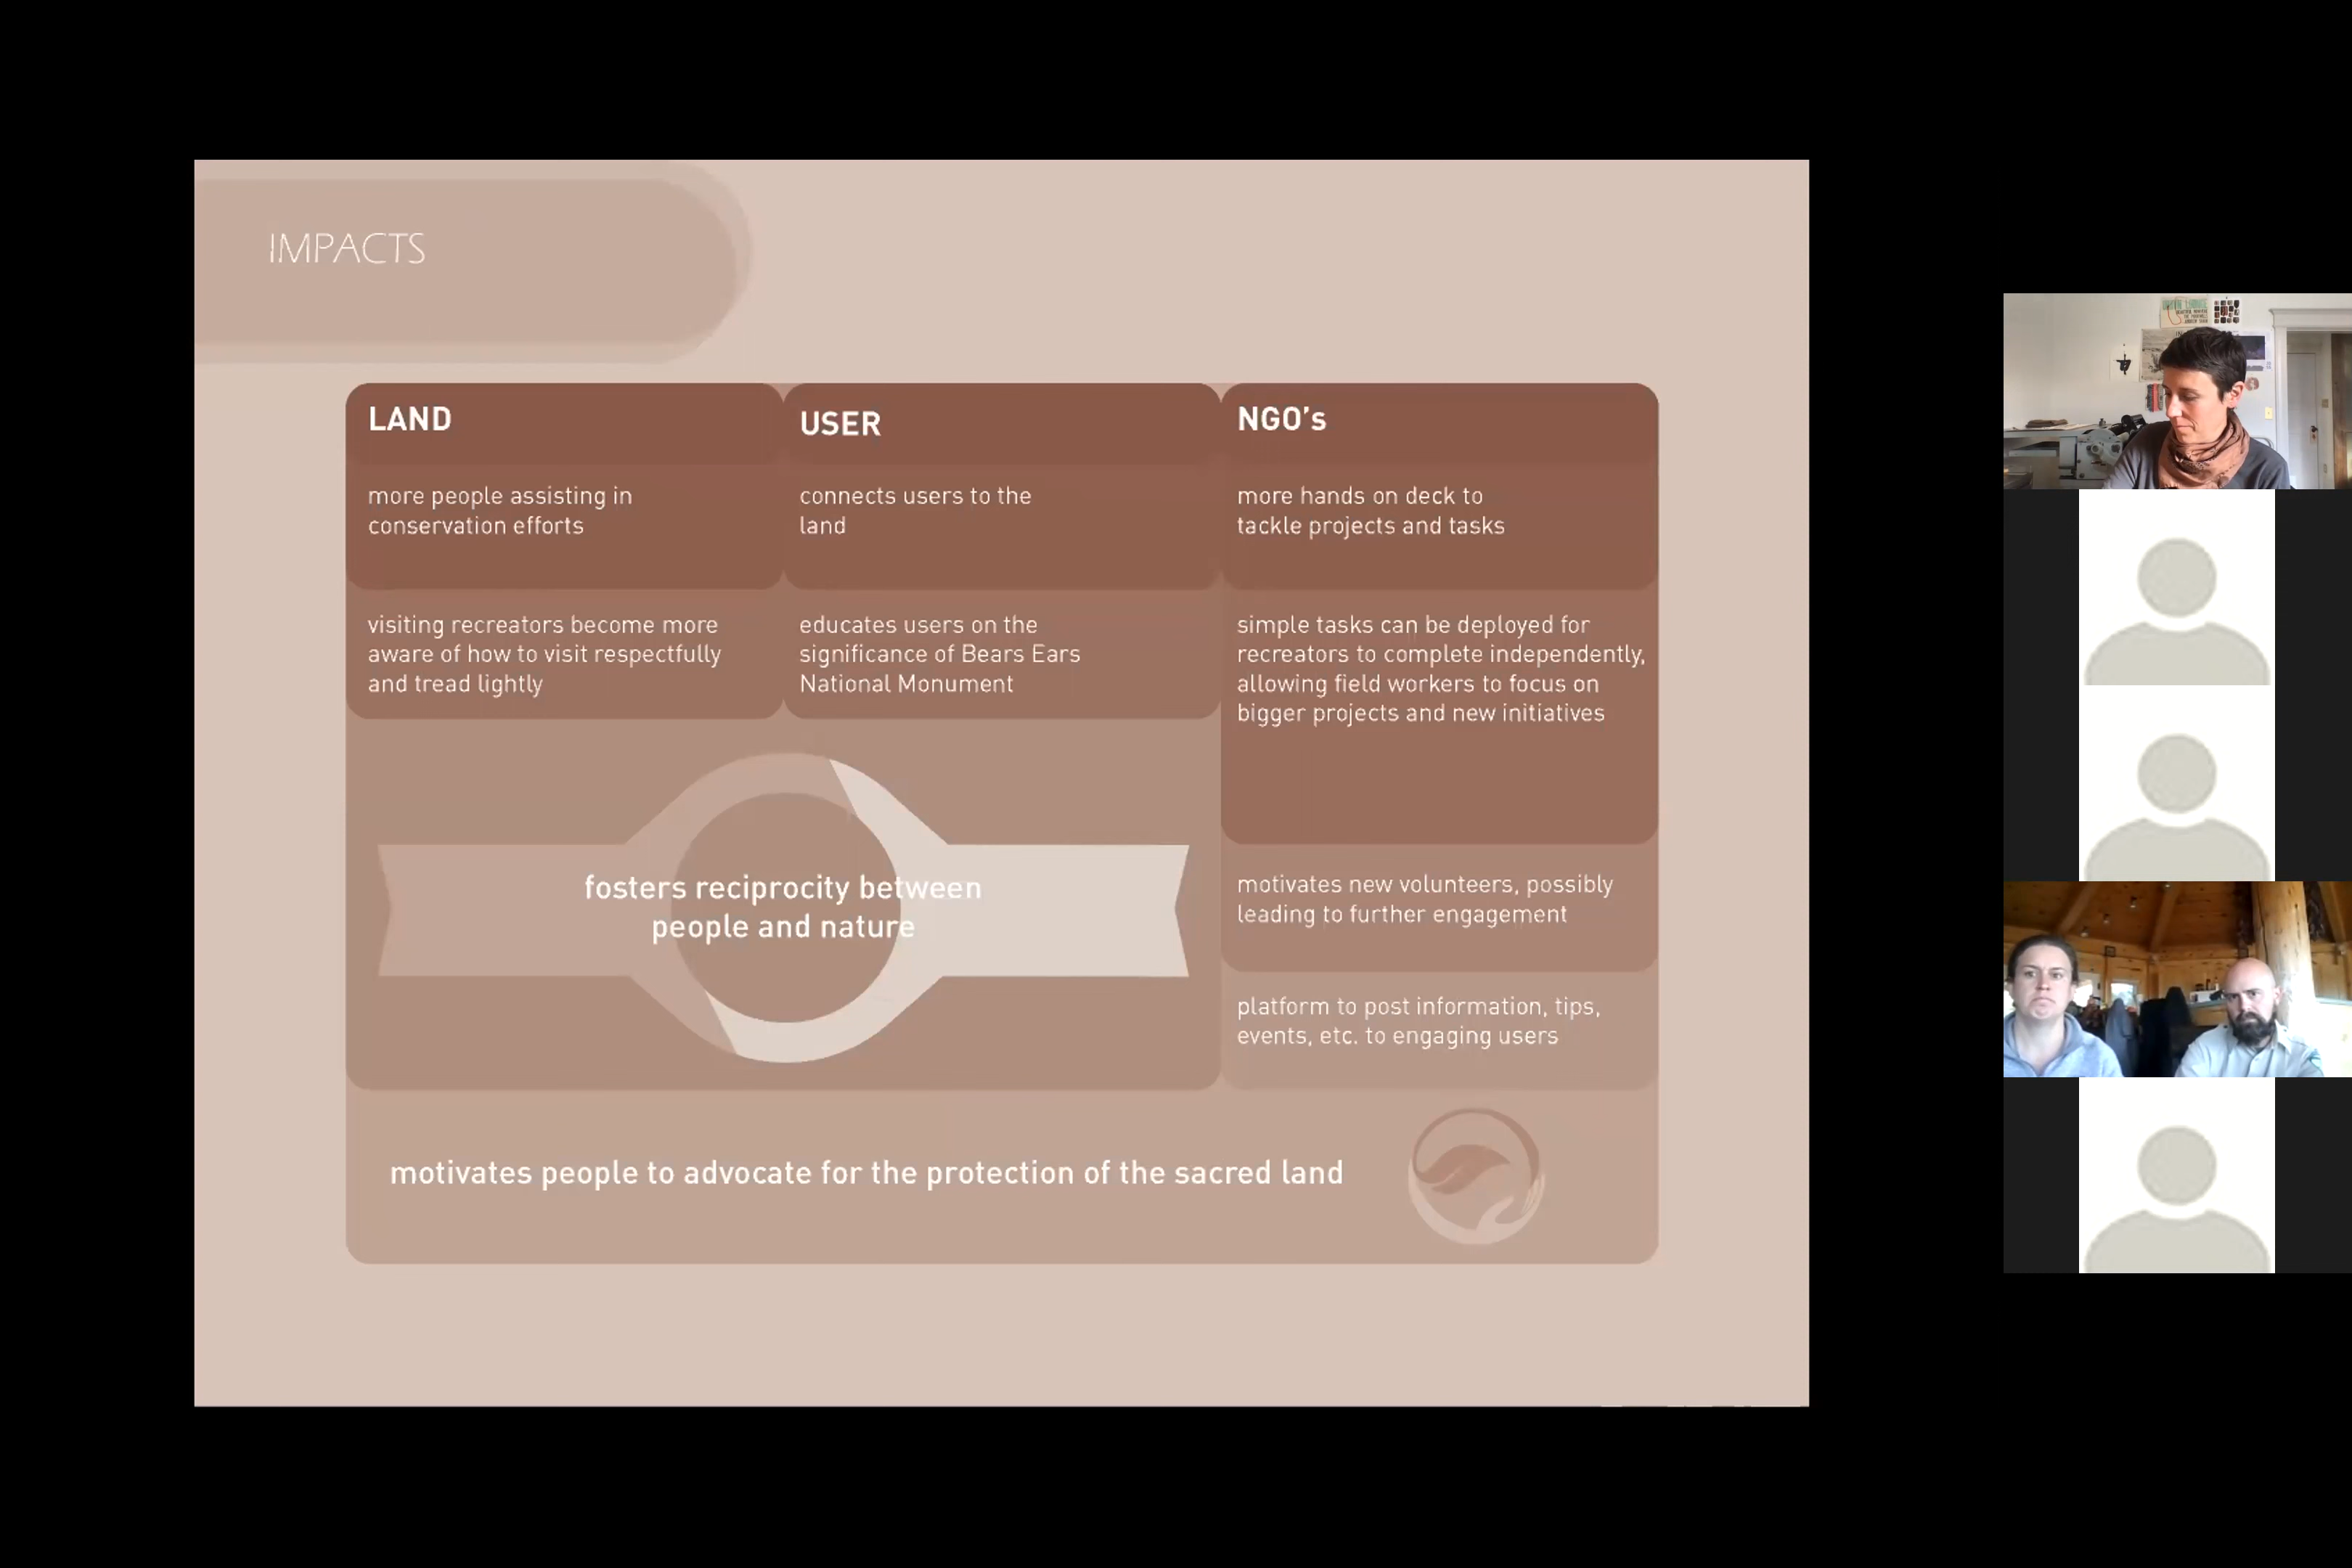 IMPACTS
LAND
more people assisting in
conservation efforts
visiting recreators become more
aware of how to visit respectfully
and tread lightly
USER
connects users to the
land
educates users on the
significance of Bears Ears
National Monument
NGO's
more hands on deck to
tackle projects and tasks
simple tasks can be deployed for
recreators to complete independently,
allowing field workers to focus on
bigger projects and new initiatives
motivates new volunteers, possibly
leading to further engagement
platform to post information, tips,
events, etc. to engaging users
fosters reciprocity between
people and nature
motivates people to advocate for the protection of the sacred land